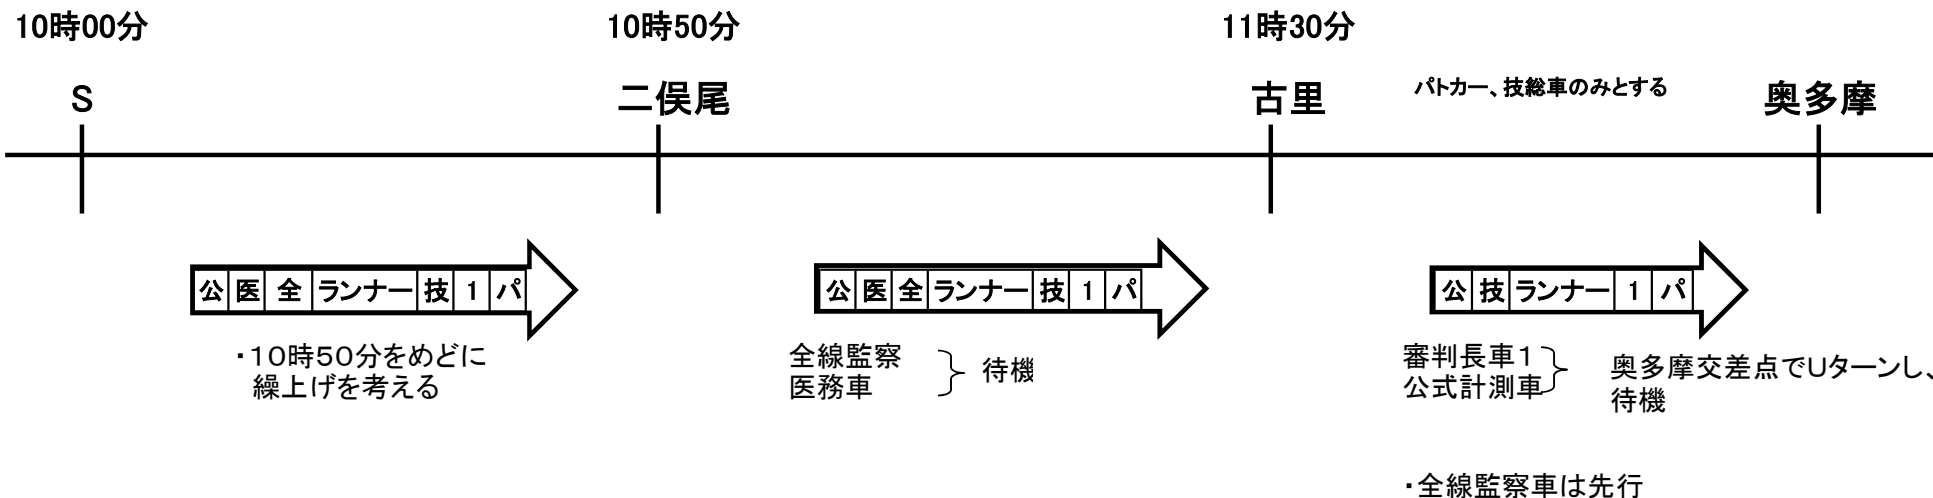 10時00分
10時50分
11時30分
S
二俣尾
古里
パトカー、技総車のみとする
奥多摩
公 医 全 ランナー 技 1 パ
公 医 全 ランナー 技 1 パ
公 技 ランナー 1 パ
・10時50分をめどに
繰上げを考える
全線監察
医務車
待機
審判長車1
公式計測車
奥多摩交差点でUターンし、
待機
・全線監察車は先行